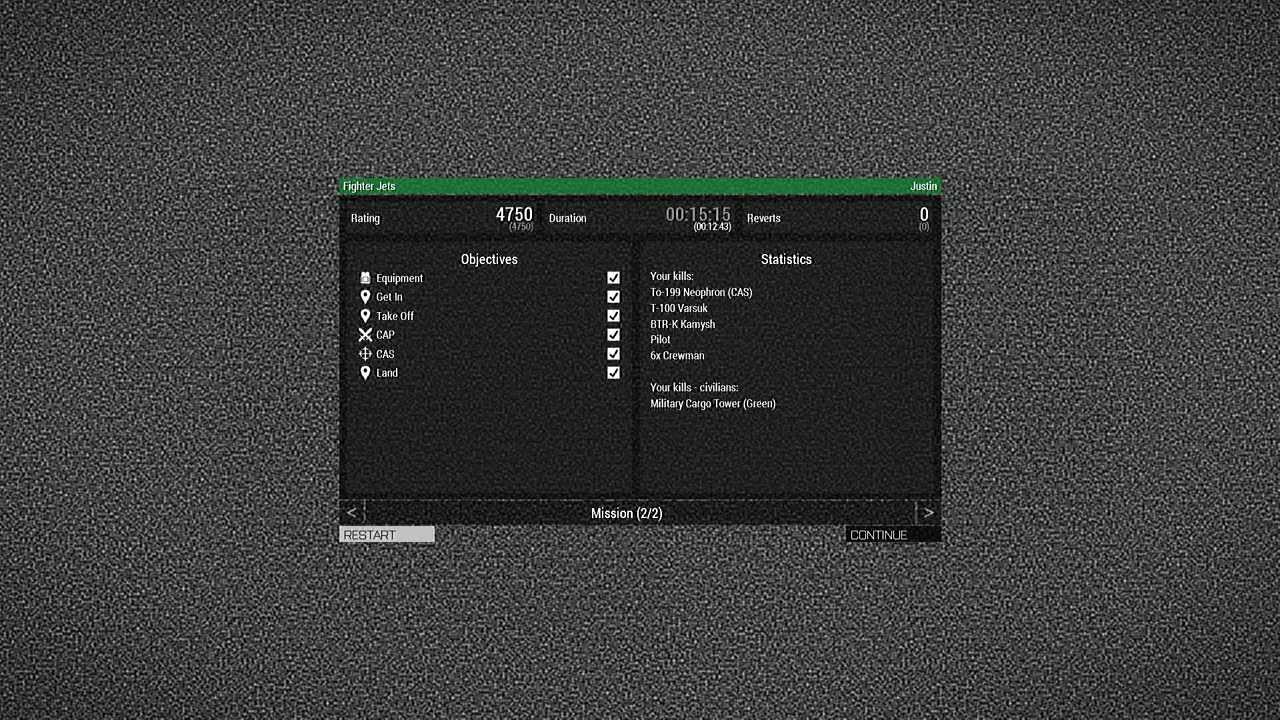 Fighter Jets Justin
Rating 4750 Duration 00:15:15 Reverts 0
(4750) (00:12:43) (0)
Objectives
Equipment
Get In
Take Off
CAP
CAS
Land
Statistics
Your kills:
To-199 Neophron (CAS)
T-100 Varsuk
BTR-K Kamysh
Pilot
6x Crewman
Your kills - civilians:
Military Cargo Tower (Green)
< Mission (2/2) >
RESTART CONTINUE